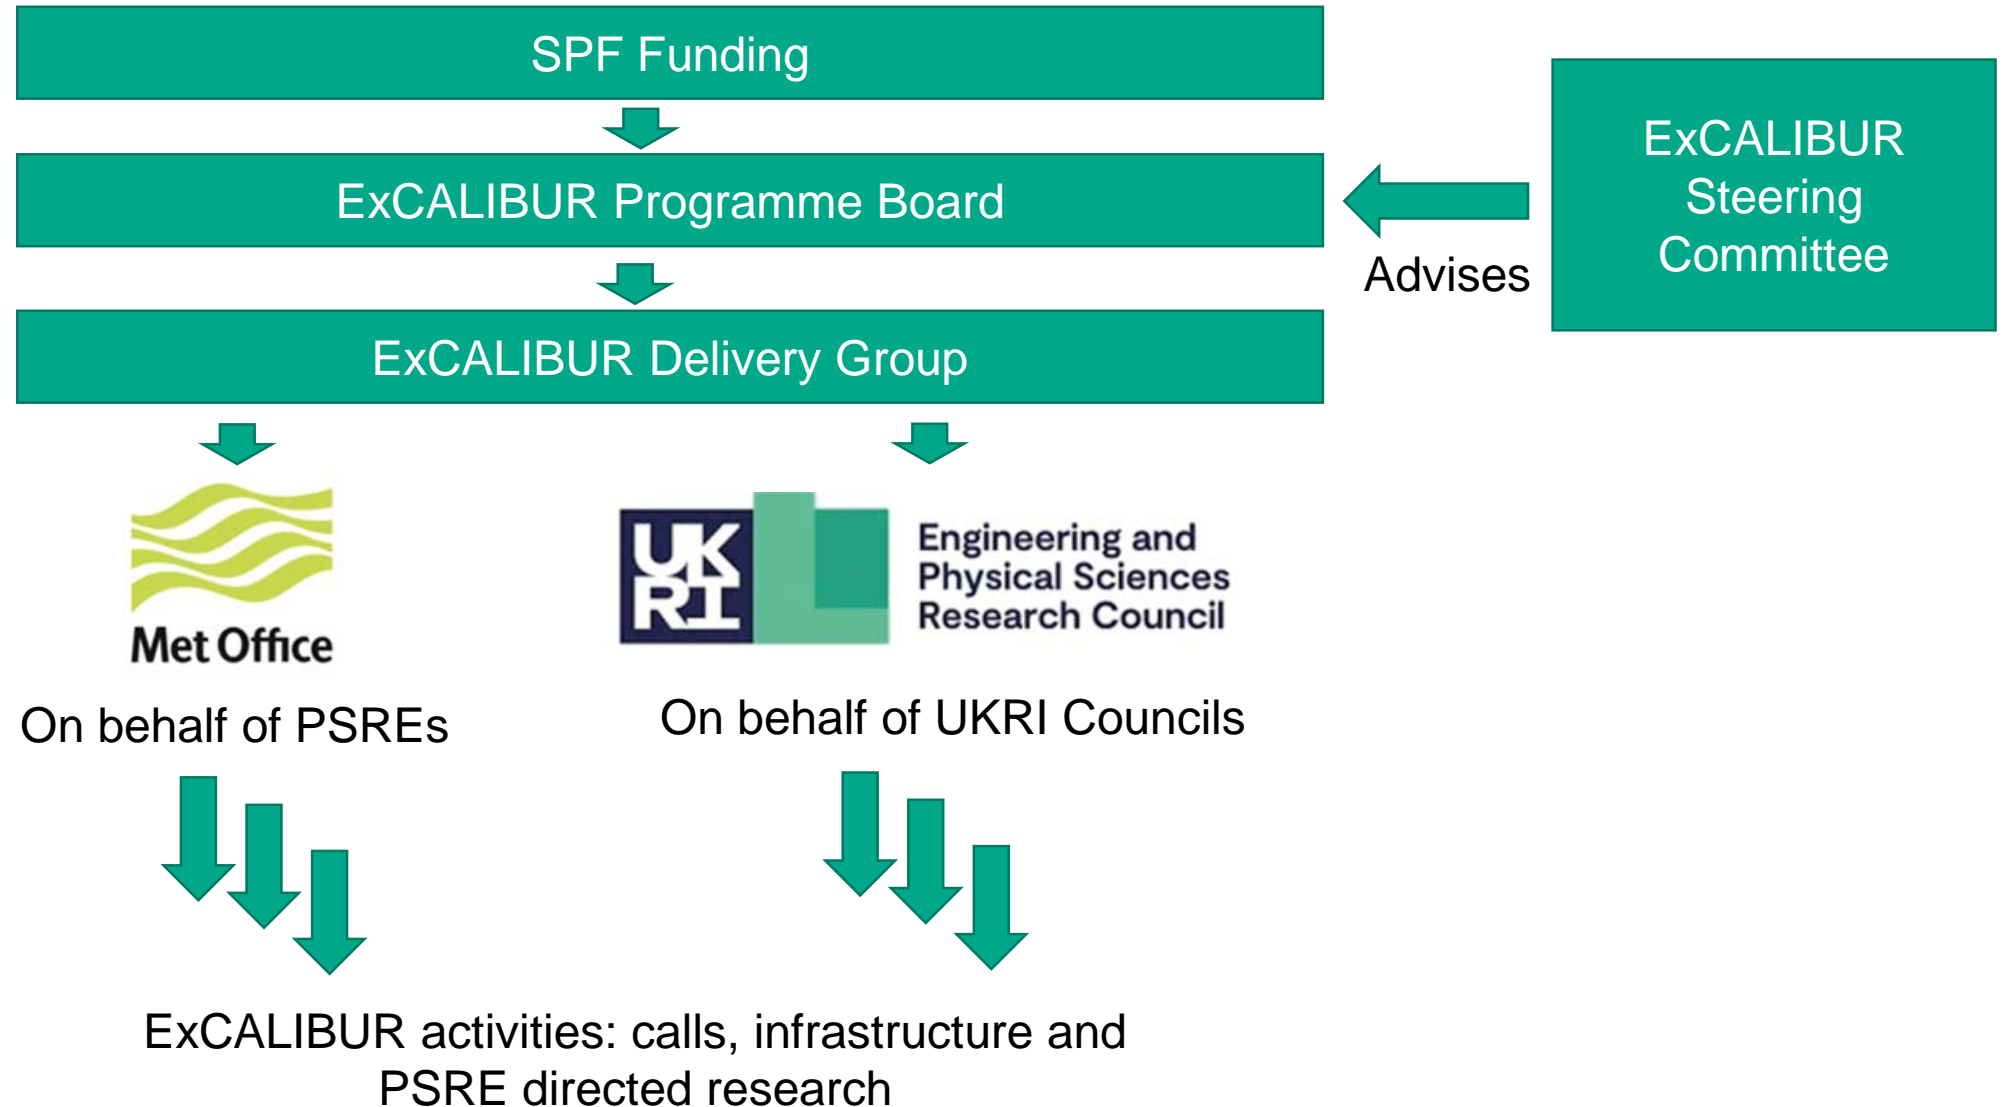 SPF Funding
ExCALIBUR Programme Board
ExCALIBUR
Steering
Committee
Advises
ExCALIBUR Delivery Group
Met Office
UK
RI
Engineering and
Physical Sciences
Research Council
On behalf of PSREs
On behalf of UKRI Councils
ExCALIBUR activities: calls, infrastructure and
PSRE directed research